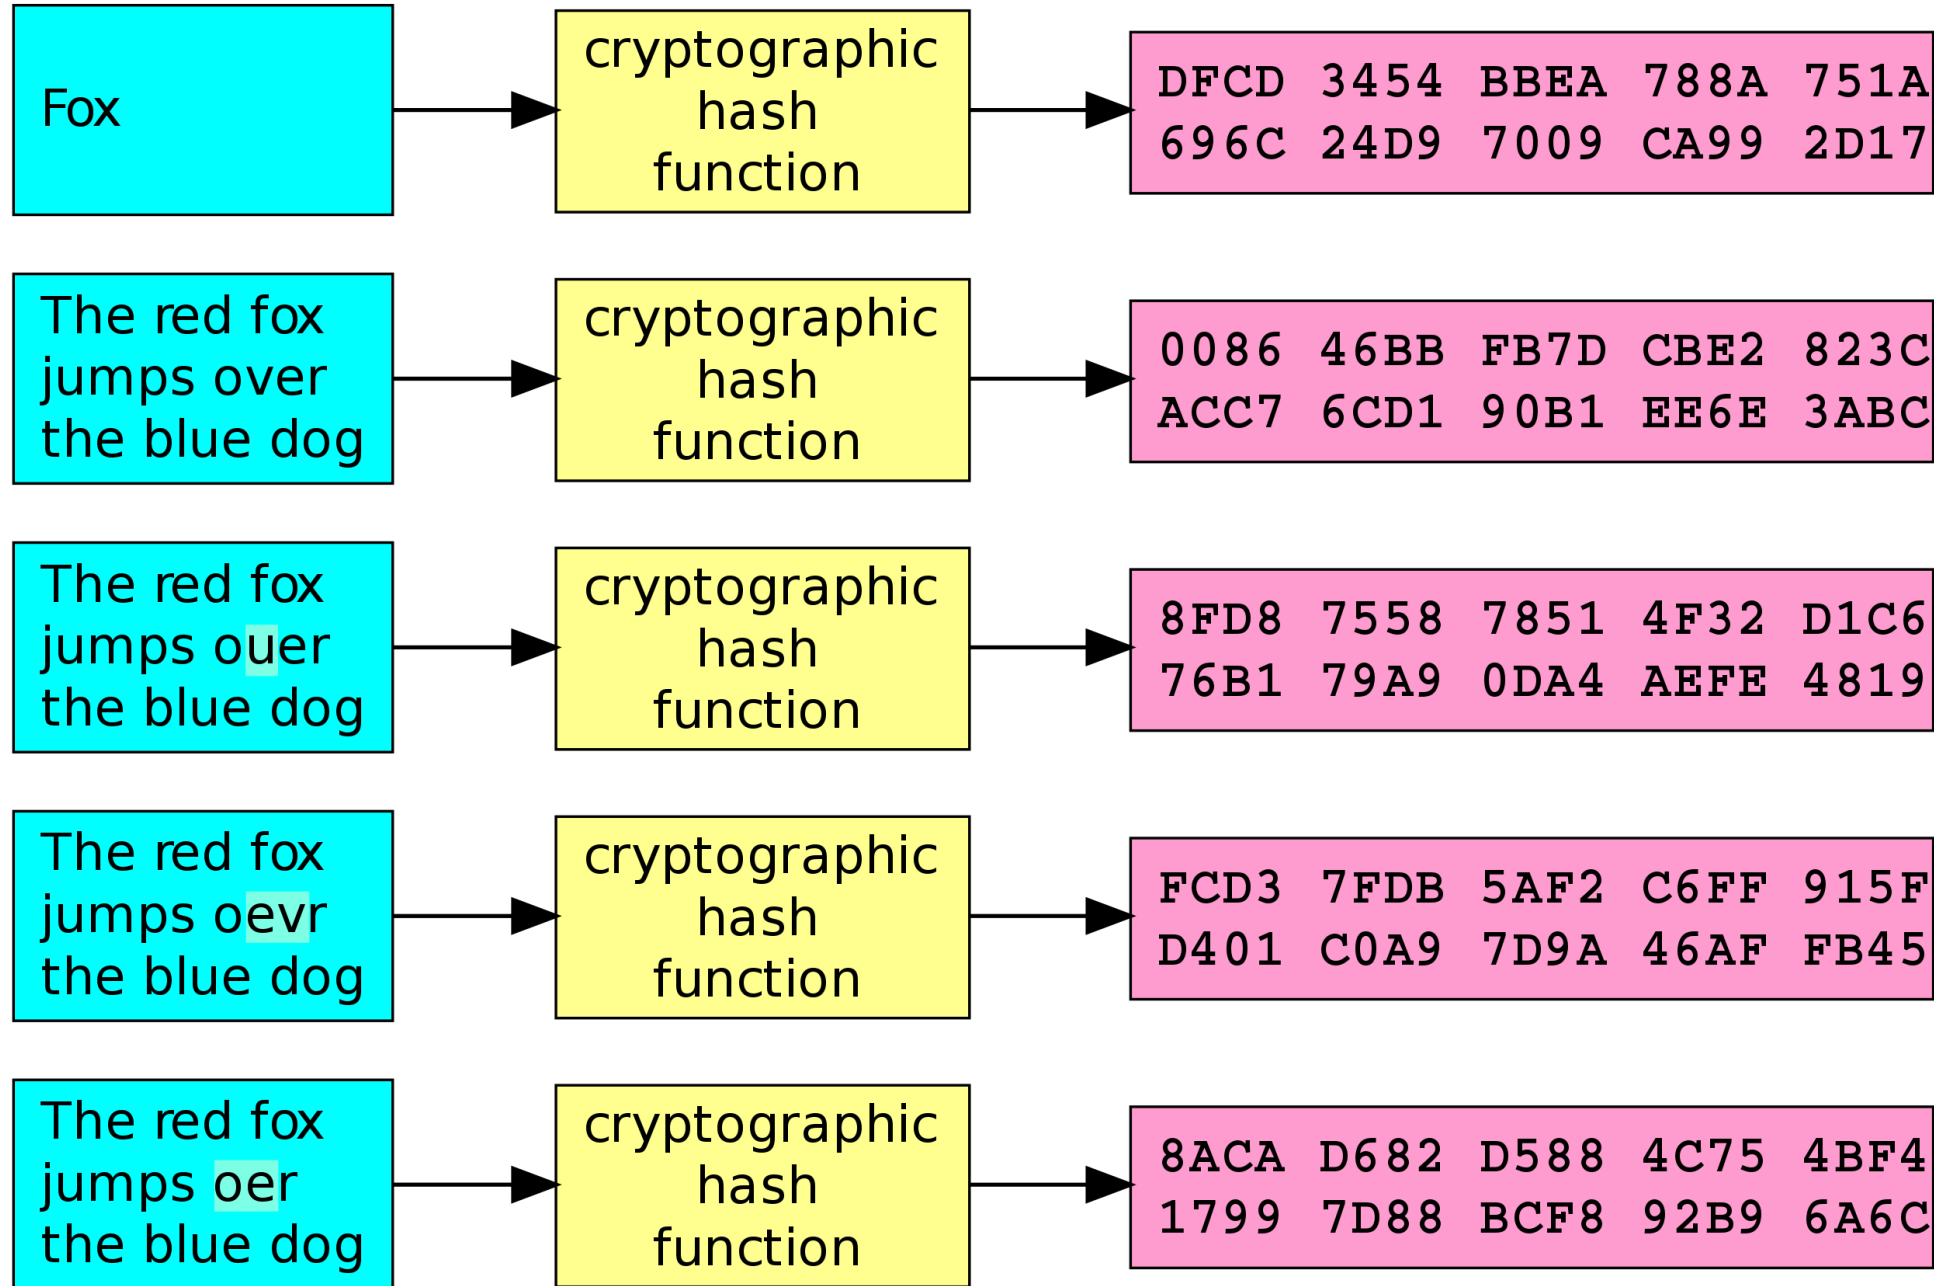 Fox
cryptographic
hash
function
DFCD 3454 BBEA 788A 751A
696C 24D9 7009 CA99 2D17
The red fox
jumps over
the blue dog
cryptographic
hash
function
0086 46BB FB7D CBE2 823C
ACC7 6CD1 90B1 EE6E 3ABC
The red fox
jumps ouer
the blue dog
cryptographic
hash
function
8FD8 7558 7851 4F32 D1C6
76B1 79A9 0DA4 AEFE 4819
The red fox
jumps oevr
the blue dog
cryptographic
hash
function
FCD3 7FDB 5AF2 C6FF 915F
D401 C0A9 7D9A 46AF FB45
The red fox
jumps oer
the blue dog
cryptographic
hash
function
8ACA D682 D588 4C75 4BF4
1799 7D88 BCF8 92B9 6A6C